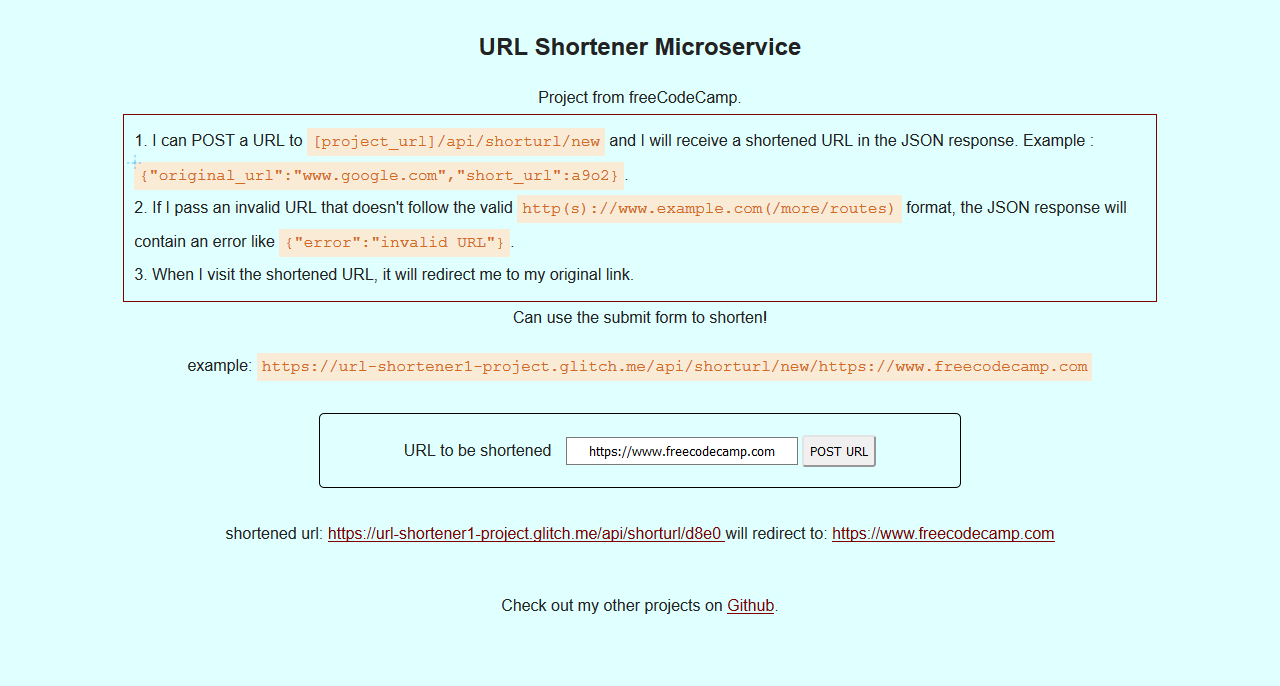 URL Shortener Microservice
Project from freeCodeCamp.
1. I can POST a URL to [project_url]/api/shorturl/new and I will receive a shortened URL in the JSON response. Example :
{"original_url":"www.google.com","short_url":a9o2}.
2. If I pass an invalid URL that doesn't follow the valid http(s)://www.example.com(/more/routes) format, the JSON response will
contain an error like {"error":"invalid URL"}.
3. When I visit the shortened URL, it will redirect me to my original link.
Can use the submit form to shorten!
example: https://url-shortener1-project.glitch.me/api/shorturl/new/https://www.freecodecamp.com
URL to be shortened https://www.freecodecamp.com POST URL
shortened url: https://url-shortener1-project.glitch.me/api/shorturl/d8e0 will redirect to: https://www.freecodecamp.com
Check out my other projects on Github.